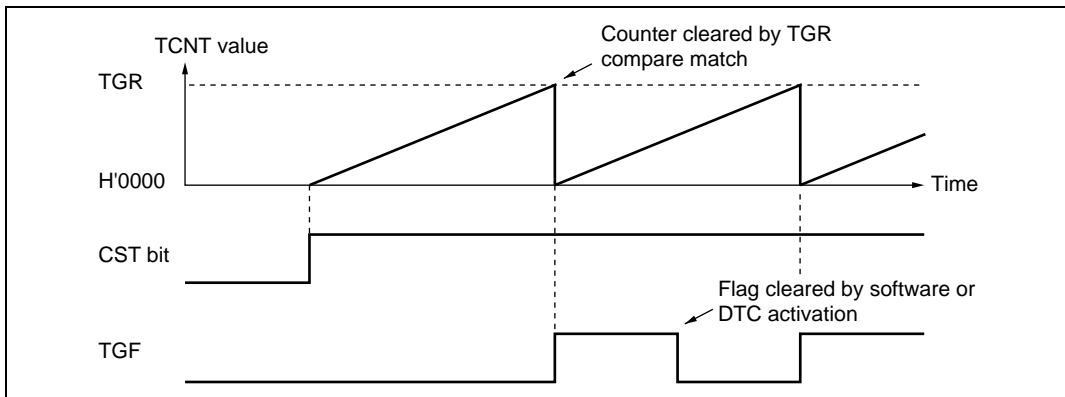 Counter cleared by TGR
compare match
TCNT value
TGR
H'0000
Time
CST bit
Flag cleared by software or
DTC activation
TGF